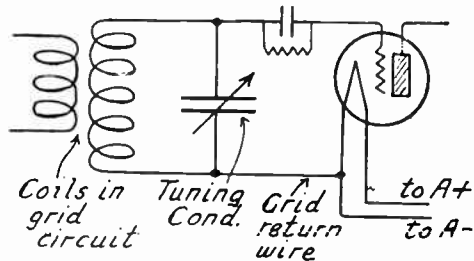 Coils in
grid
circuit
Tuning
Cond.
Grid
return
wire
to A+
to A-